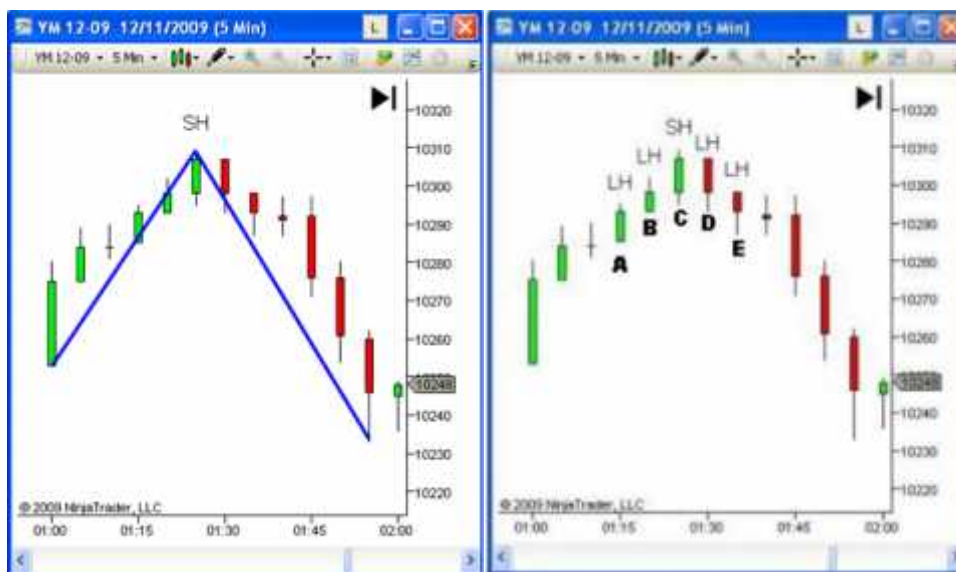 YM 12-09 12/11/2009 (5 Min)
L
YM 12-09
5 Min
SH
10320
10310
10300
10290
10280
10270
10260
10248
10240
10230
10220
© 2009 NinjaTrader, LLC
01:00 01:15 01:30 01:45 02:00
YM 12-09 12/11/2009 (5 Min)
L
YM 12-09
5 Min
SH
LH LH
LH LH
A B C D E
10320
10310
10300
10290
10280
10270
10260
10248
10240
10230
10220
© 2009 NinjaTrader, LLC
01:00 01:15 01:30 01:45 02:00